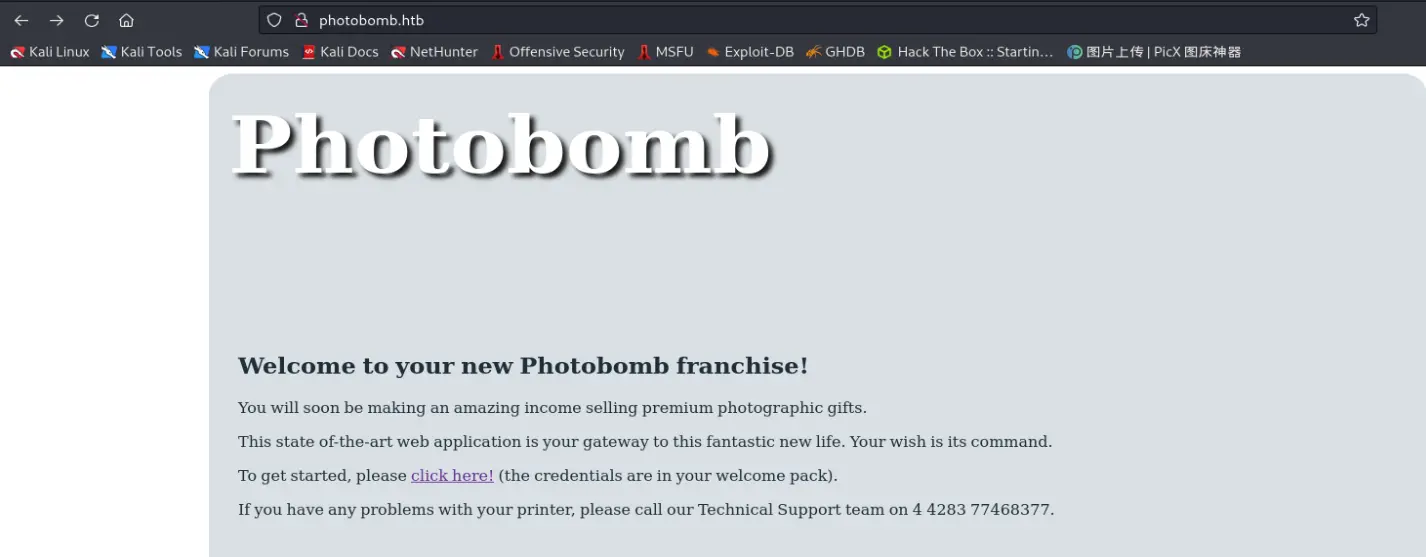 photobomb.htb
Kali Linux Kali Tools Kali Forums Kali Docs NetHunter Offensive Security MSFU Exploit-DB GHDB Hack The Box :: Startin… 图片上传 | PicX 图床神器
Photobomb
Welcome to your new Photobomb franchise!
You will soon be making an amazing income selling premium photographic gifts.
This state of-the-art web application is your gateway to this fantastic new life. Your wish is its command.
To get started, please click here! (the credentials are in your welcome pack).
If you have any problems with your printer, please call our Technical Support team on 4 4283 77468377.